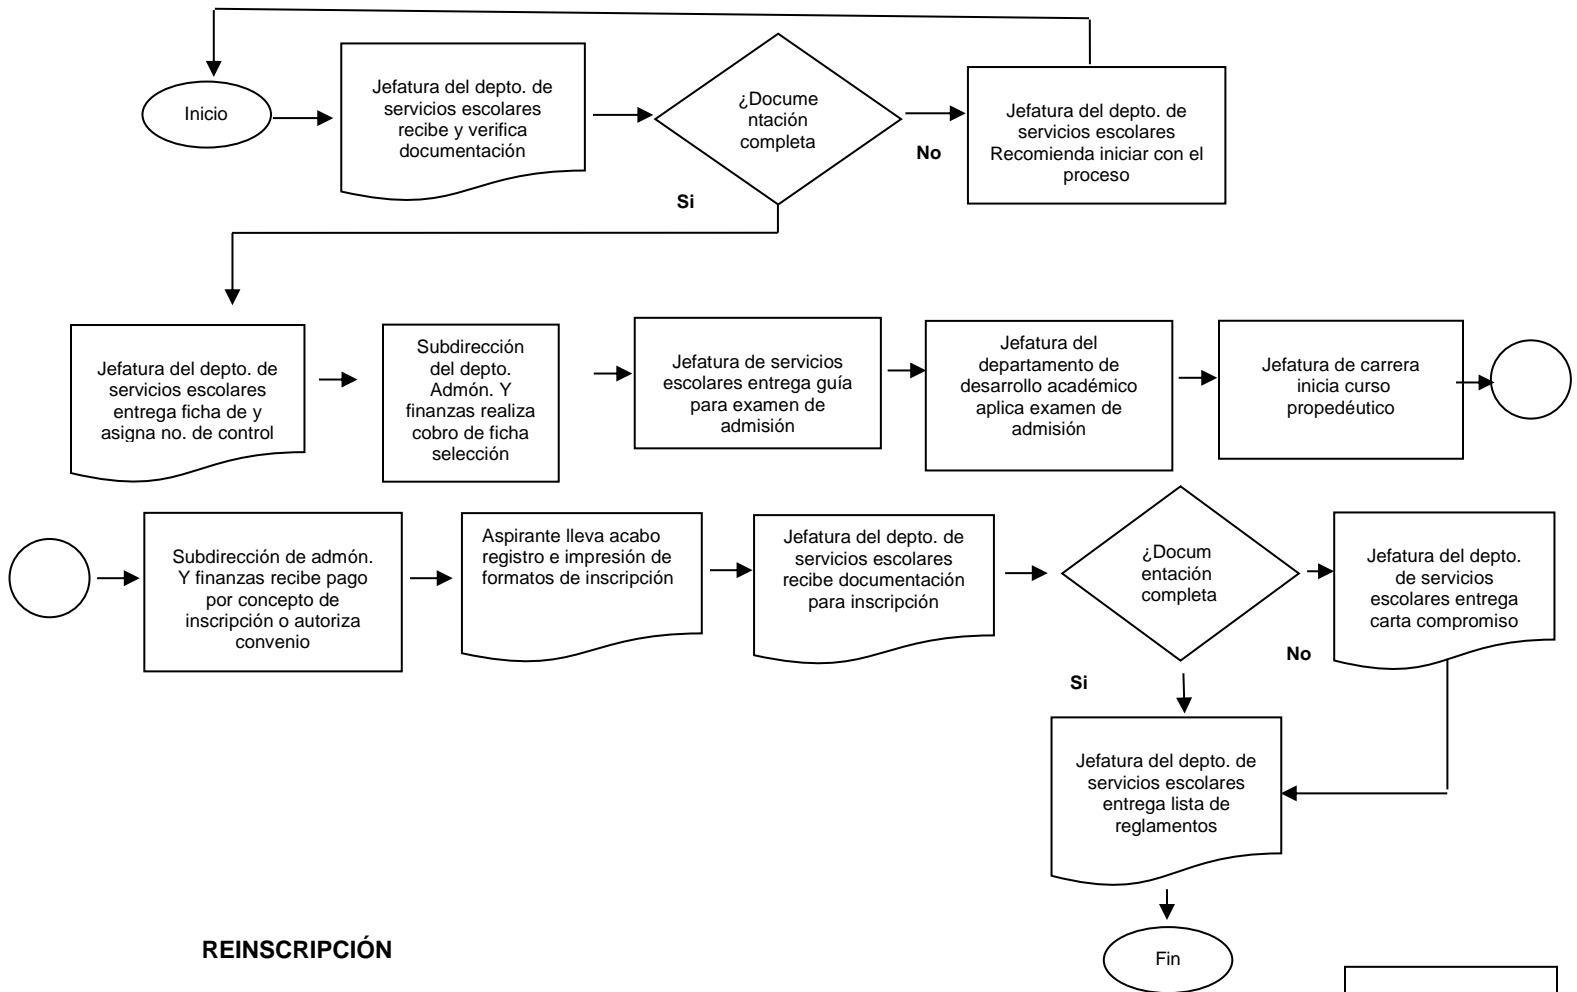 Inicio
Jefatura del depto. de
servicios escolares
recibe y verifica
documentación
¿Docume
ntación
completa
No
Si
Jefatura del depto. de
servicios escolares
Recomienda iniciar con el
proceso
Jefatura del depto. de
servicios escolares
entrega ficha de y
asigna no. de control
Subdirección
del depto.
Admón. Y
finanzas realiza
cobro de ficha
selección
Jefatura de servicios
escolares entrega guía
para examen de
admisión
Jefatura del
departamento de
desarrollo académico
aplica examen de
admisión
Jefatura de carrera
inicia curso
propedéutico
Subdirección de admón.
Y finanzas recibe pago
por concepto de
inscripción o autoriza
convenio
Aspirante lleva acabo
registro e impresión de
formatos de inscripción
Jefatura del depto. de
servicios escolares
recibe documentación
para inscripción
¿Docum
entación
completa
No
Si
Jefatura del depto.
de servicios
escolares entrega
carta compromiso
Jefatura del depto. de
servicios escolares
entrega lista de
reglamentos
Fin
REINSCRIPCIÓN